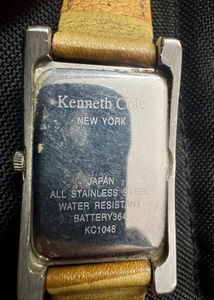 Kenneth Cole
NEW YORK
JAPAN
ALL STAINLESS STEEL
WATER RESISTANT
BATTERY364
KC1048